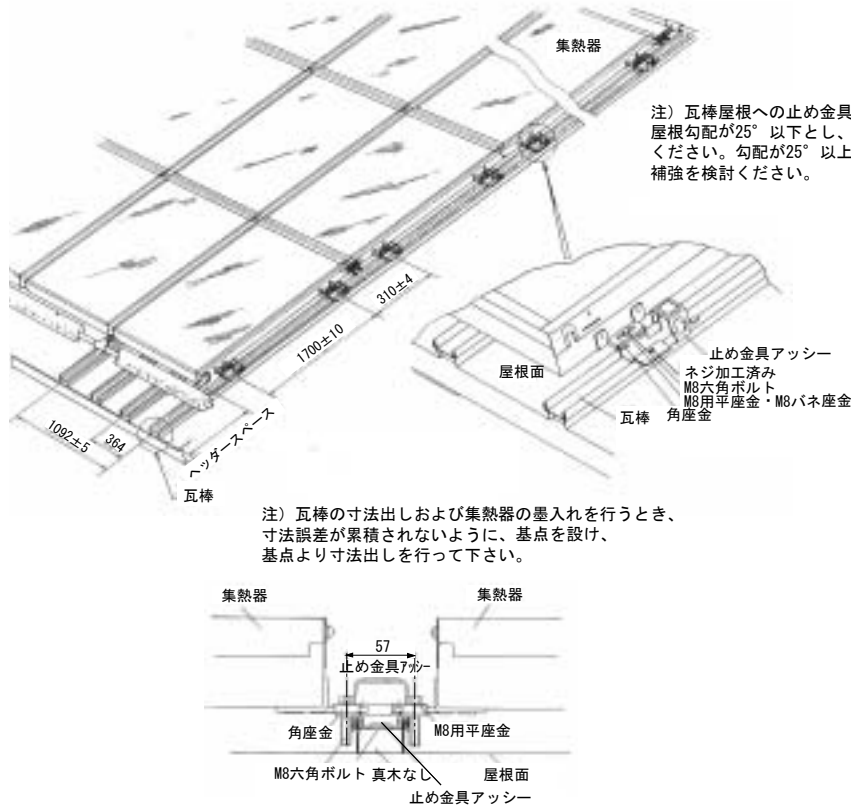 集熱器
注）瓦棒屋根への止め金具
屋根勾配が25°以下とし、
ください。勾配が25°以上
補強を検討ください。
310±4
1700±10
止め金具アッシー
ネジ加工済み
M8六角ボルト
M8用平座金・M8バネ座金
角座金
屋根面
瓦棒
1092±5
364
ヘッダースペース
瓦棒
注）瓦棒の寸法出しおよび集熱器の墨入れを行うとき、
寸法誤差が累積されないように、基点を設け、
基点より寸法出しを行って下さい。
集熱器
集熱器
57
止め金具アッシー
角座金
M8用平座金
M8六角ボルト
真木なし
屋根面
止め金具アッシー